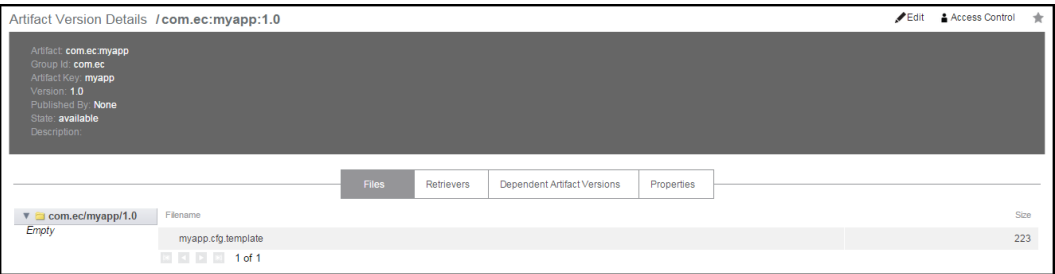 Artifact Version Details / com.ec:myapp:1.0 Edit Access Control
Artifact: com.ec:myapp
Group Id: com.ec
Artifact Key: myapp
Version: 1.0
Published By: None
State: available
Description:
Files Retrievers Dependent Artifact Versions Properties
com.ec/myapp/1.0 Filename Size
Empty
myapp.cfg.template 223
1 of 1